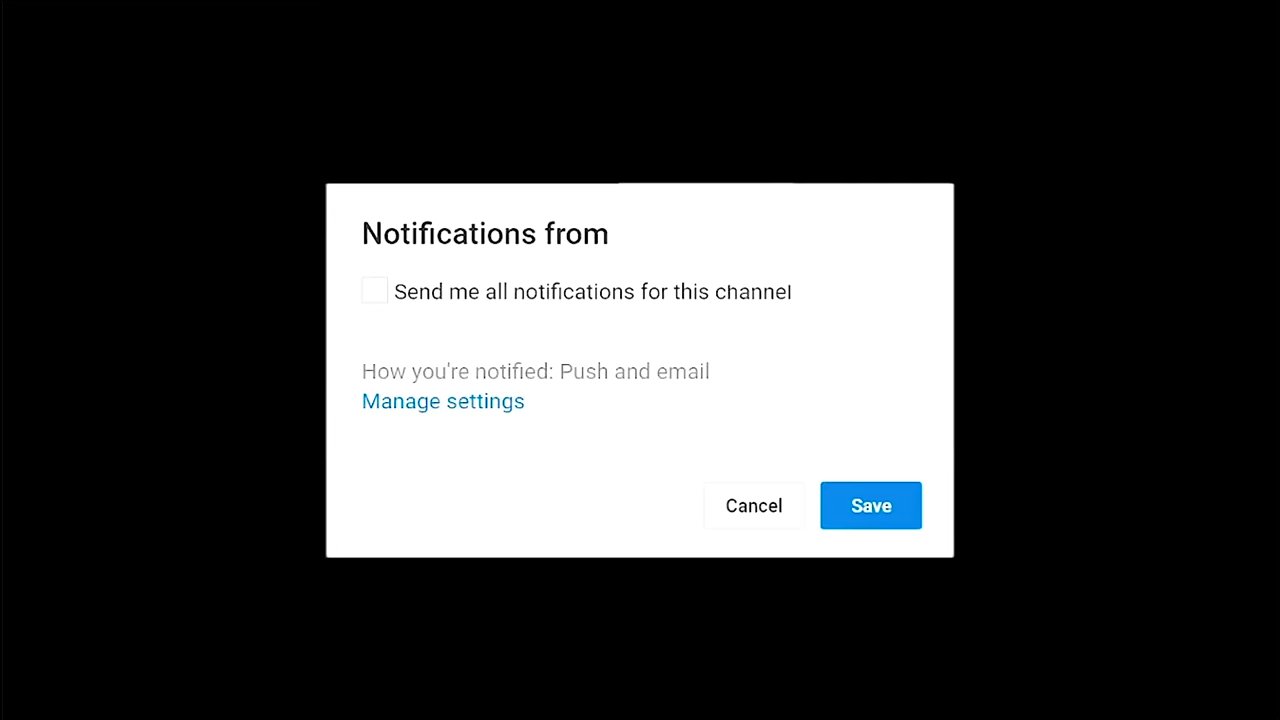 Notifications from
Send me all notifications for this channel
How you're notified: Push and email
Manage settings
Cancel
Save